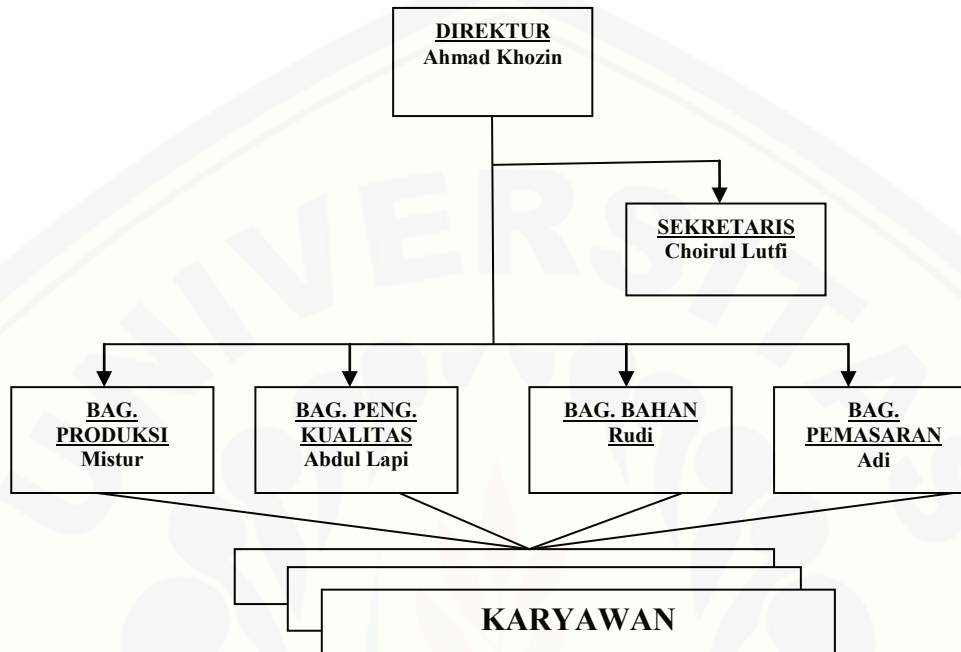 DIREKTUR
Ahmad Khozin
SEKRETARIS
Choirul Lutfi
BAG.
PRODUKSI
Mistur
BAG. PENG.
KUALITAS
Abdul Lapi
BAG. BAHAN
Rudi
BAG.
PEMASARAN
Adi
KARYAWAN
UNIVERSITAS